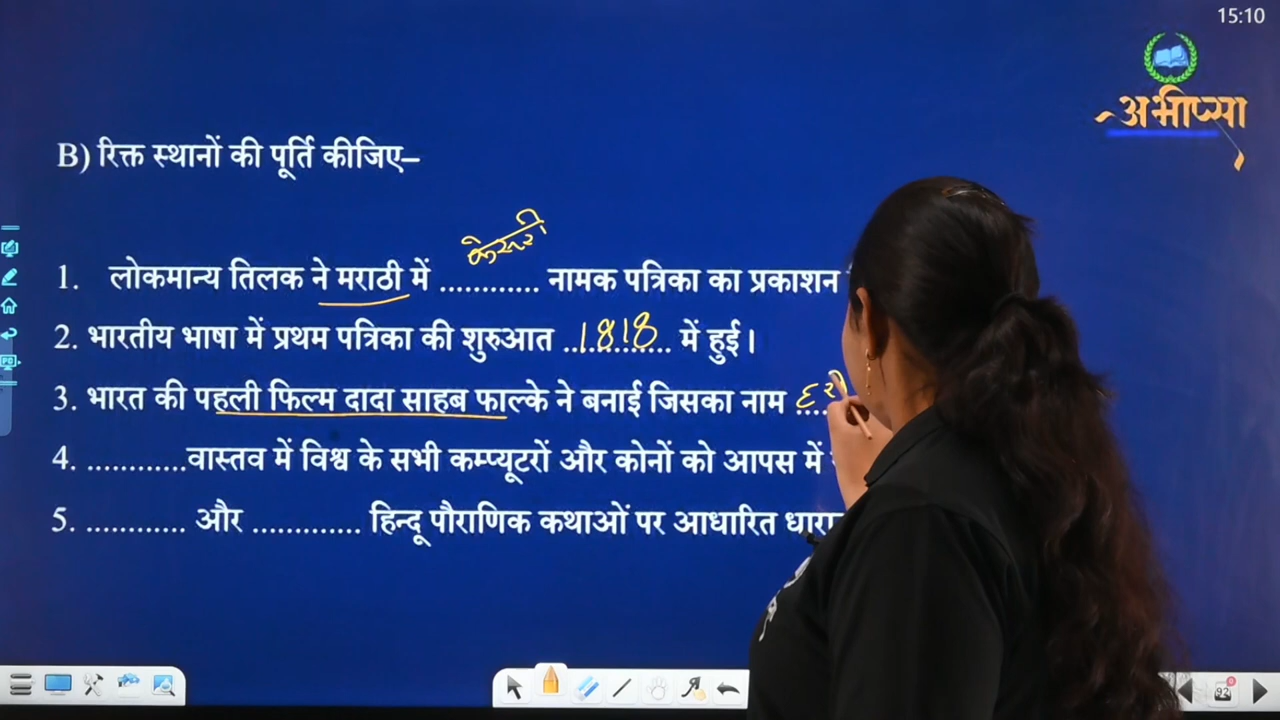 15:10
अभीप्सा
B) रिक्त स्थानों की पूर्ति कीजिए–
केसरी
1. लोकमान्य तिलक ने मराठी में ............ नामक पत्रिका का प्रकाशन
2. भारतीय भाषा में प्रथम पत्रिका की शुरुआत ..1818.. में हुई।
3. भारत की पहली फिल्म दादा साहब फाल्के ने बनाई जिसका नाम ....
4. ............वास्तव में विश्व के सभी कम्प्यूटरों और कोनों को आपस में
5. ............ और ............. हिन्दू पौराणिक कथाओं पर आधारित
92